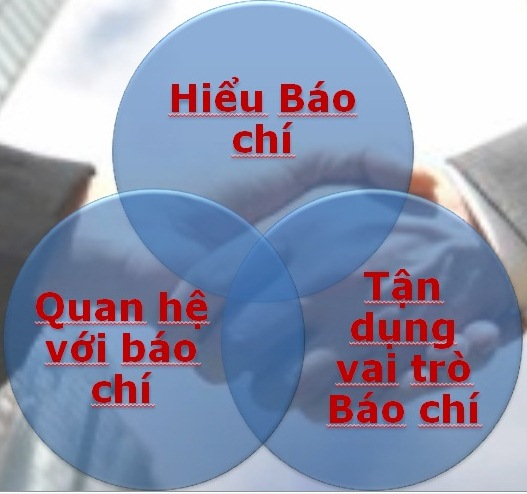 Hiểu Báo
chí
Quan hệ
với báo
chí
Tận
dụng
vai trò
Báo chí